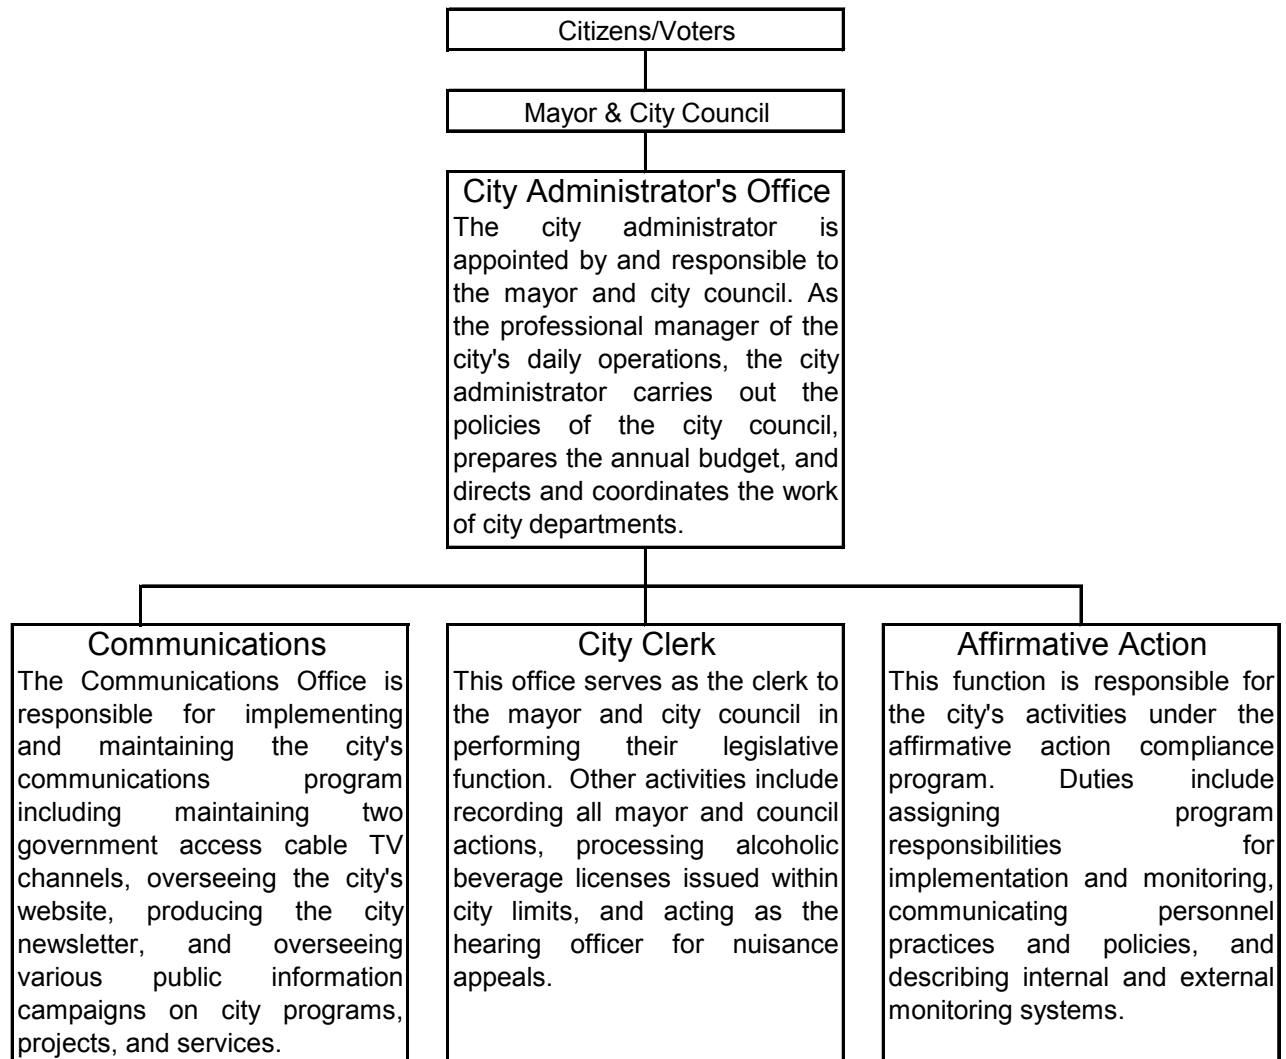 Citizens/Voters
Mayor & City Council
City Administrator's Office
The city administrator is
appointed by and responsible to
the mayor and city council. As
the professional manager of the
city's daily operations, the city
administrator carries out the
policies of the city council,
prepares the annual budget, and
directs and coordinates the work
of city departments.
Communications
The Communications Office is
responsible for implementing
and maintaining the city's
communications program
including maintaining two
government access cable TV
channels, overseeing the city's
website, producing the city
newsletter, and overseeing
various public information
campaigns on city programs,
projects, and services.
City Clerk
This office serves as the clerk to
the mayor and city council in
performing their legislative
function. Other activities include
recording all mayor and council
actions, processing alcoholic
beverage licenses issued within
city limits, and acting as the
hearing officer for nuisance
appeals.
Affirmative Action
This function is responsible for
the city's activities under the
affirmative action compliance
program. Duties include
assigning program
responsibilities for
implementation and monitoring,
communicating personnel
practices and policies, and
describing internal and external
monitoring systems.